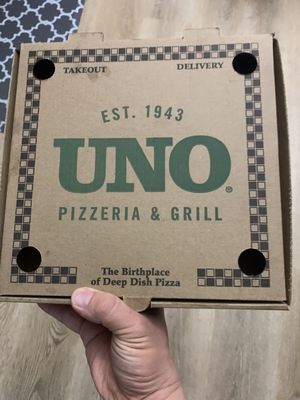 TAKEOUT DELIVERY
EST. 1943
UNO®
PIZZERIA & GRILL
The Birthplace
of Deep Dish Pizza